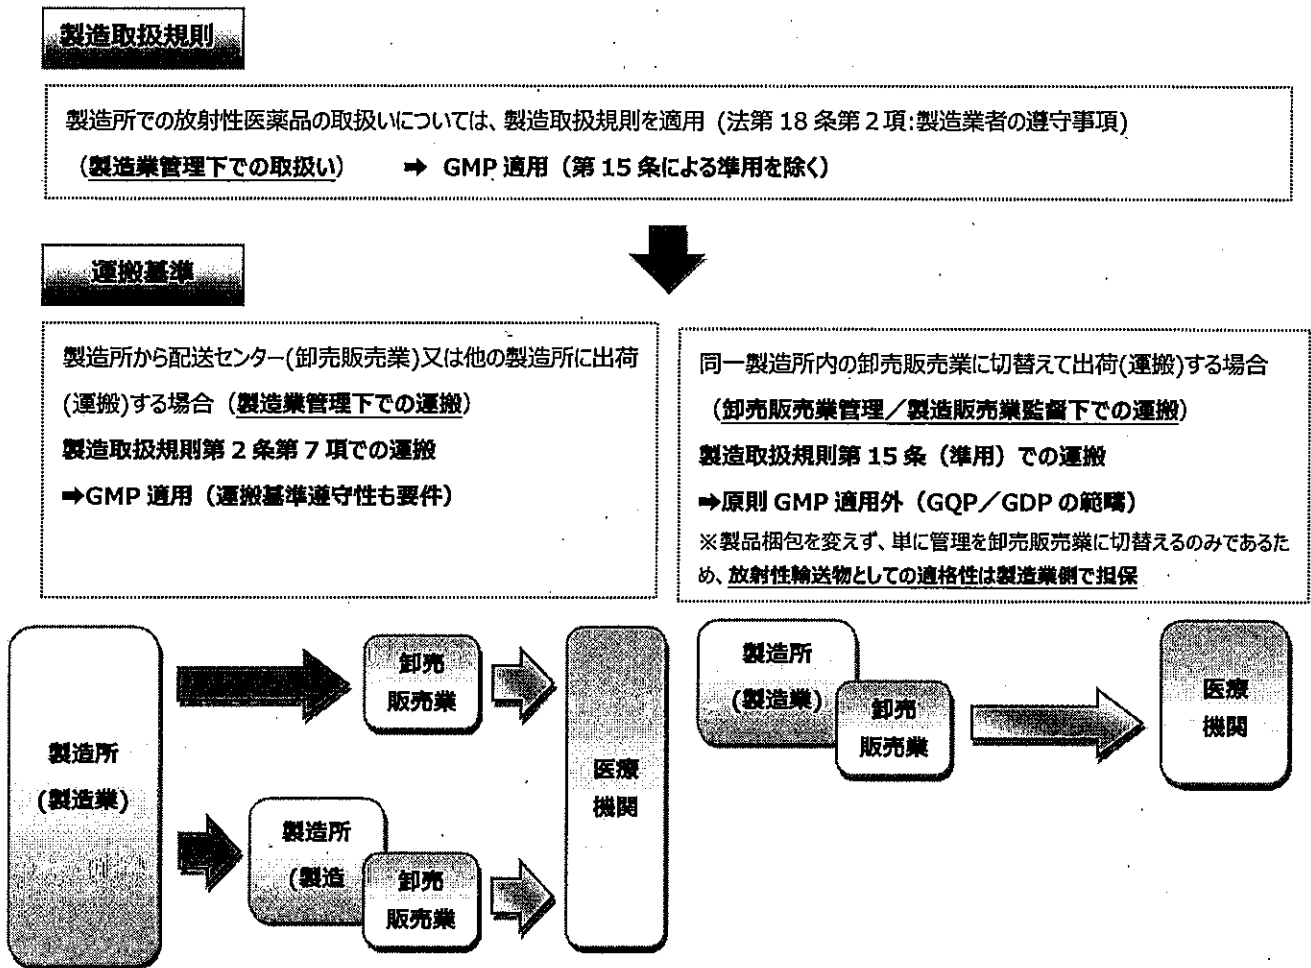 製造取扱規則
製造所での放射性医薬品の取扱いについては、製造取扱規則を適用 (法第 18 条第 2 項:製造業者の遵守事項)
(製造業管理下での取扱い) ➡ GMP 適用（第 15 条による準用を除く）
運搬基準
製造所から配送センター(卸売販売業)又は他の製造所に出荷
(運搬)する場合（製造業管理下での運搬）
製造取扱規則第 2 条第 7 項での運搬
➡GMP 適用（運搬基準遵守性も要件）
同一製造所内の卸売販売業に切替えて出荷(運搬)する場合
（卸売販売業管理／製造販売業監督下での運搬）
製造取扱規則第 15 条（準用）での運搬
➡原則 GMP 適用外（GQP／GDP の範疇）
※製品梱包を変えず、単に管理を卸売販売業に切替えるのみであるた
め、放射性輸送物としての適格性は製造業側で担保
製造所
(製造業)
卸売
販売業
製造所
(製造
卸売
販売業
医療
機関
製造所
(製造業)
卸売
販売業
医療
機関